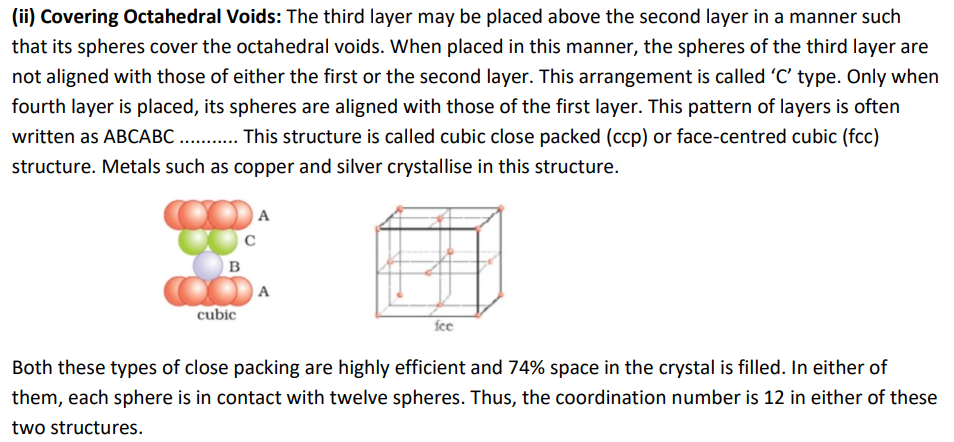 (ii) Covering Octahedral Voids: The third layer may be placed above the second layer in a manner such
that its spheres cover the octahedral voids. When placed in this manner, the spheres of the third layer are
not aligned with those of either the first or the second layer. This arrangement is called ‘C’ type. Only when
fourth layer is placed, its spheres are aligned with those of the first layer. This pattern of layers is often
written as ABCABC ........... This structure is called cubic close packed (ccp) or face-centred cubic (fcc)
structure. Metals such as copper and silver crystallise in this structure.
A
C
B
A
cubic
fcc
Both these types of close packing are highly efficient and 74% space in the crystal is filled. In either of
them, each sphere is in contact with twelve spheres. Thus, the coordination number is 12 in either of these
two structures.